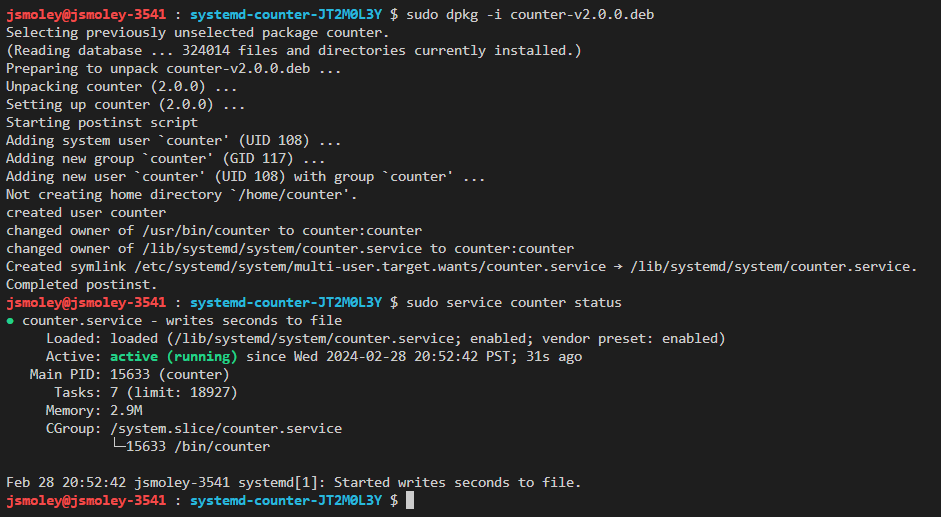 jsmoley@jsmoley-3541 : systemd-counter-JT2M0L3Y $ sudo dpkg -i counter-v2.0.0.deb
Selecting previously unselected package counter.
(Reading database ... 324014 files and directories currently installed.)
Preparing to unpack counter-v2.0.0.deb ...
Unpacking counter (2.0.0) ...
Setting up counter (2.0.0) ...
Starting postinst script
Adding system user `counter' (UID 108) ...
Adding new group `counter' (GID 117) ...
Adding new user `counter' (UID 108) with group `counter' ...
Not creating home directory `/home/counter'.
created user counter
changed owner of /usr/bin/counter to counter:counter
changed owner of /lib/systemd/system/counter.service to counter:counter
Created symlink /etc/systemd/system/multi-user.target.wants/counter.service → /lib/systemd/system/counter.service.
Completed postinst.
jsmoley@jsmoley-3541 : systemd-counter-JT2M0L3Y $ sudo service counter status
● counter.service - writes seconds to file
     Loaded: loaded (/lib/systemd/system/counter.service; enabled; vendor preset: enabled)
     Active: active (running) since Wed 2024-02-28 20:52:42 PST; 31s ago
   Main PID: 15633 (counter)
      Tasks: 7 (limit: 18927)
     Memory: 2.9M
     CGroup: /system.slice/counter.service
             └─15633 /bin/counter

Feb 28 20:52:42 jsmoley-3541 systemd[1]: Started writes seconds to file.
jsmoley@jsmoley-3541 : systemd-counter-JT2M0L3Y $